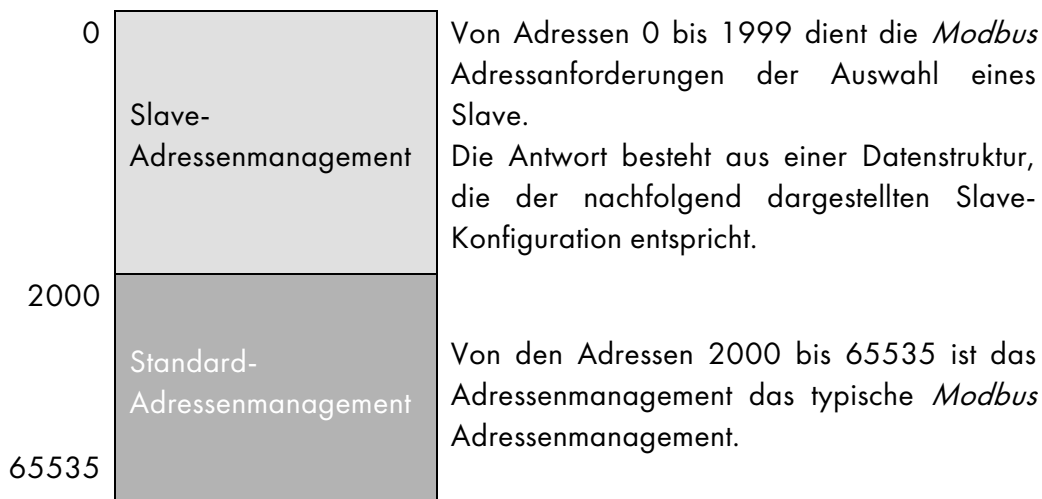 0
Slave-
Adressenmanagement
Von Adressen 0 bis 1999 dient die Modbus
Adressanforderungen der Auswahl eines
Slave.
Die Antwort besteht aus einer Datenstruktur,
die der nachfolgend dargestellten Slave-
Konfiguration entspricht.
2000
Standard-
Adressenmanagement
Von den Adressen 2000 bis 65535 ist das
Adressenmanagement das typische Modbus
Adressenmanagement.
65535